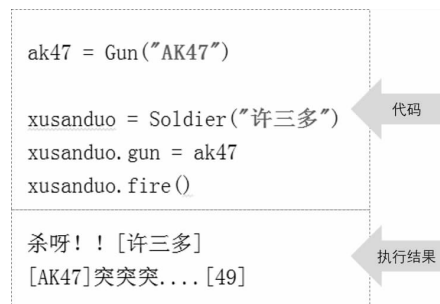 ak47 = Gun("AK47")
xusanduo = Soldier("许三多")
xusanduo.gun = ak47
xusanduo.fire()
代码
杀呀！！[许三多]
[AK47]突突突....[49]
执行结果